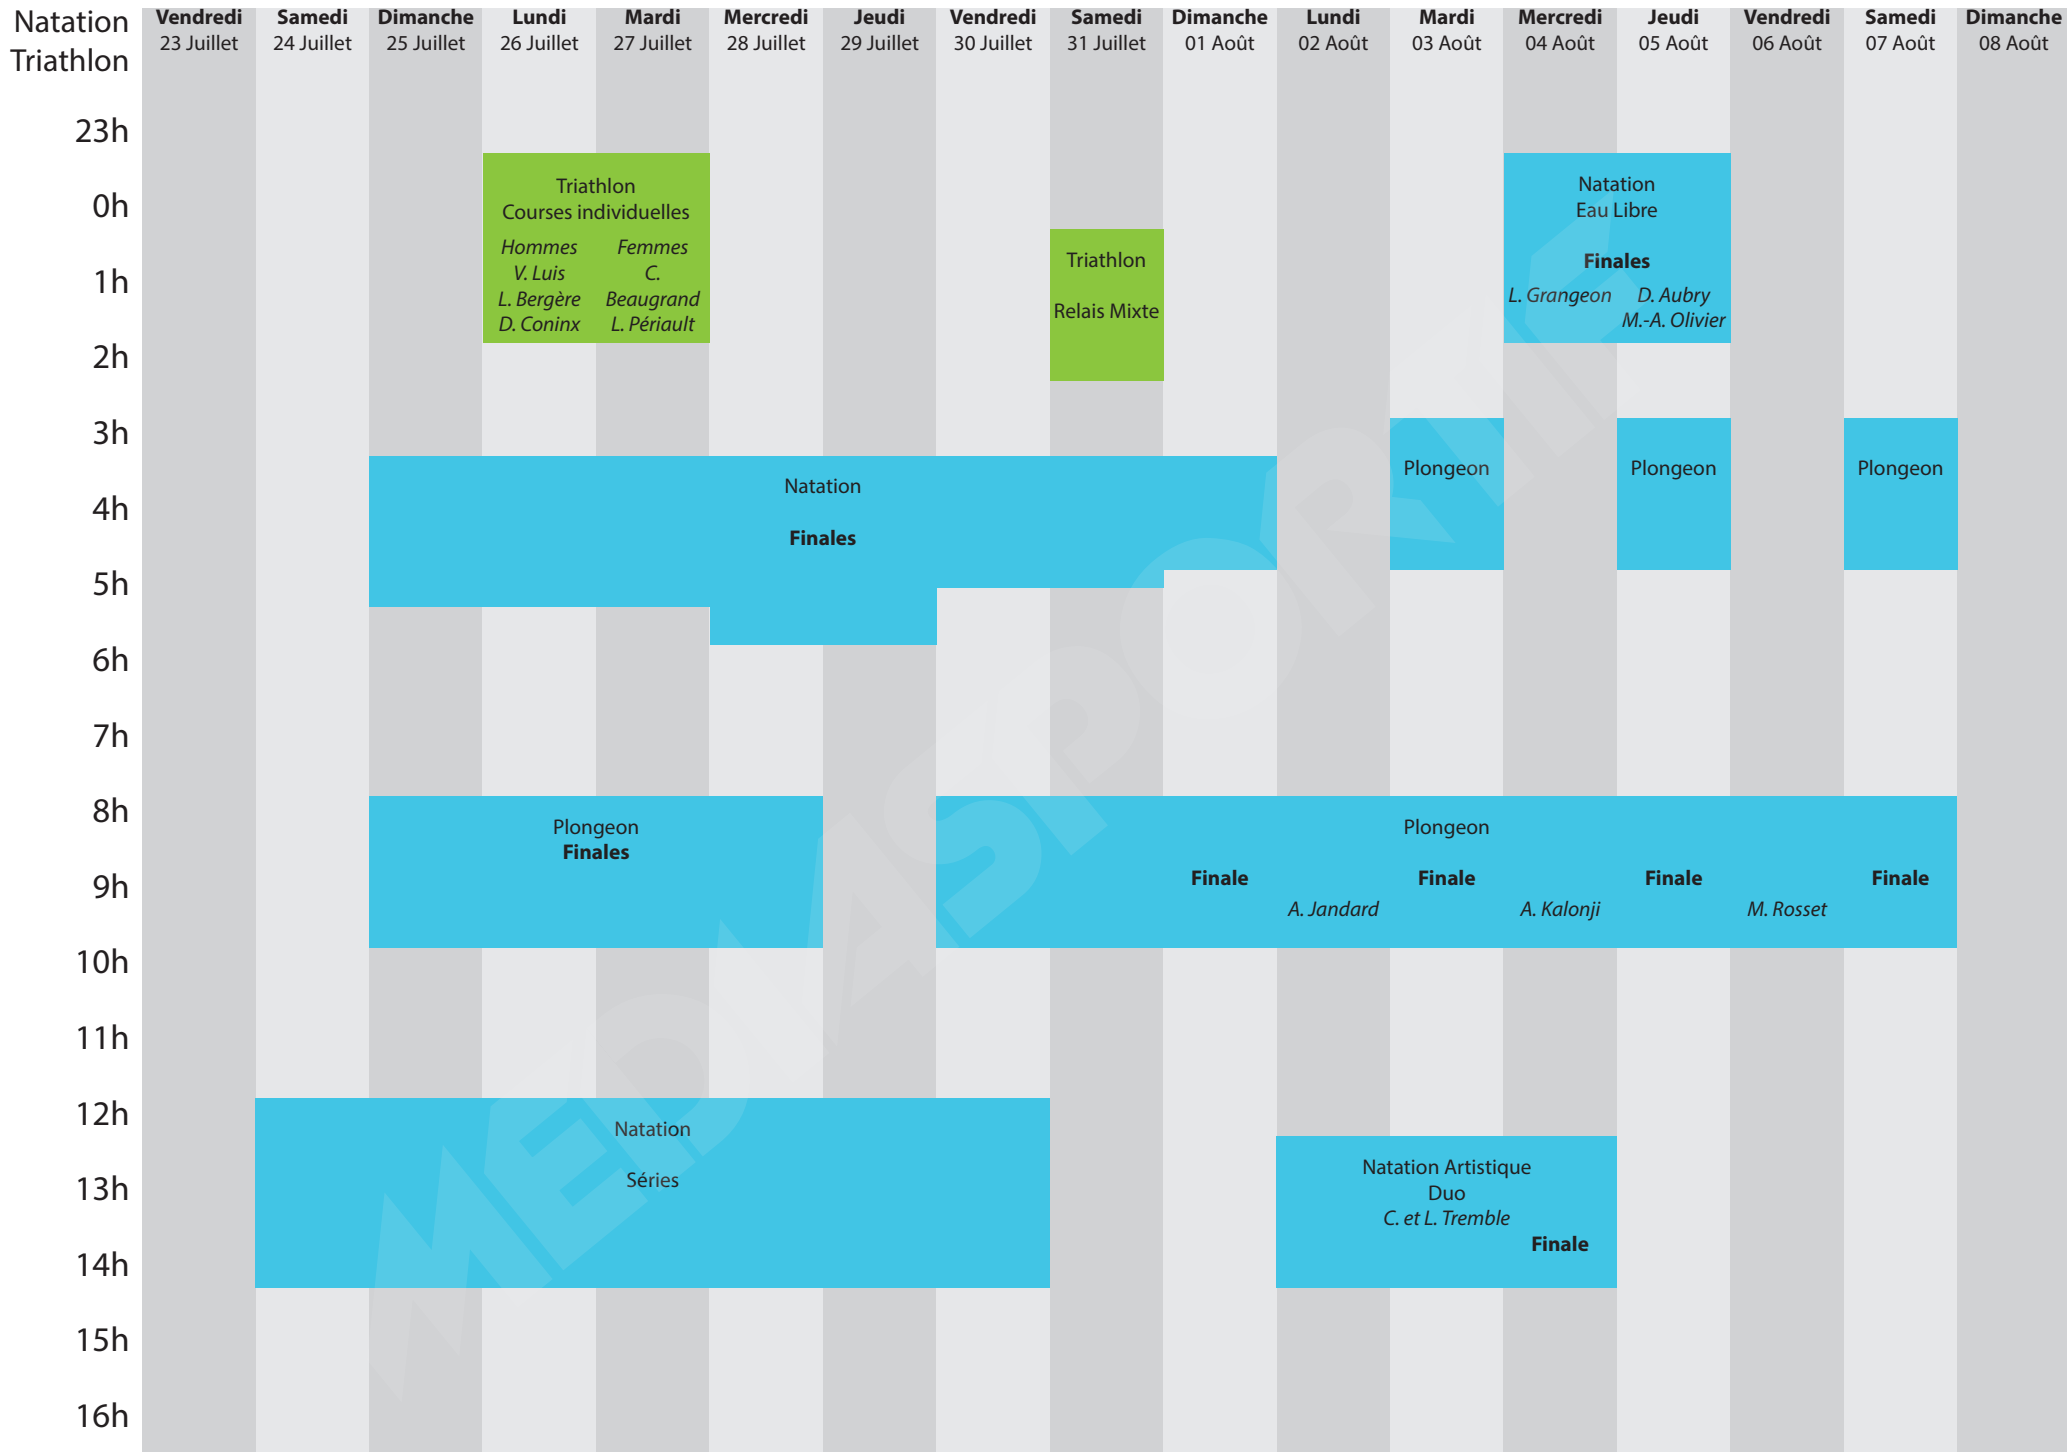 Natation
Triathlon
Vendredi
23 Juillet
Samedi
24 Juillet
Dimanche
25 Juillet
Lundi
26 Juillet
Mardi
27 Juillet
Mercredi
28 Juillet
Jeudi
29 Juillet
Vendredi
30 Juillet
Samedi
31 Juillet
Dimanche
01 Août
Lundi
02 Août
Mardi
03 Août
Mercredi
04 Août
Jeudi
05 Août
Vendredi
06 Août
Samedi
07 Août
Dimanche
08 Août
23h
0h
1h
2h
3h
4h
5h
6h
7h
8h
9h
10h
11h
12h
13h
14h
15h
16h
Triathlon
Courses individuelles
Hommes
V. Luis
L. Bergère
D. Coninx
Femmes
C.
Beaugrand
L. Périault
Triathlon
Relais Mixte
Natation
Eau Libre
Finales
L. Grangeon
D. Aubry
M.-A. Olivier
Natation
Finales
Plongeon
Plongeon
Plongeon
Plongeon
Finales
Plongeon
Finale
Finale
Finale
Finale
A. Jandard
A. Kalonji
M. Rosset
Natation
Séries
Natation Artistique
Duo
C. et L. Tremble
Finale
MÉDIASPORTIF